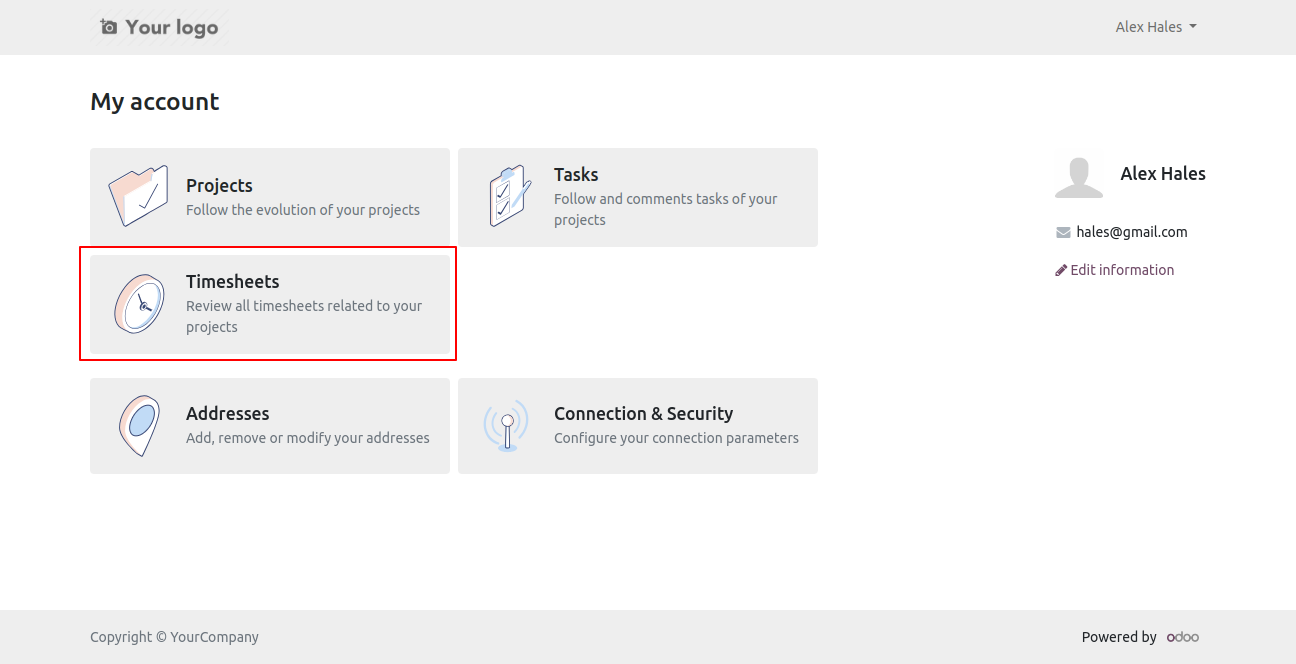 Your logo
Alex Hales
My account
Projects
Follow the evolution of your projects
Tasks
Follow and comments tasks of your
projects
Alex Hales
hales@gmail.com
Edit information
Timesheets
Review all timesheets related to your
projects
Addresses
Add, remove or modify your addresses
Connection & Security
Configure your connection parameters
Copyright © YourCompany
Powered by odoo